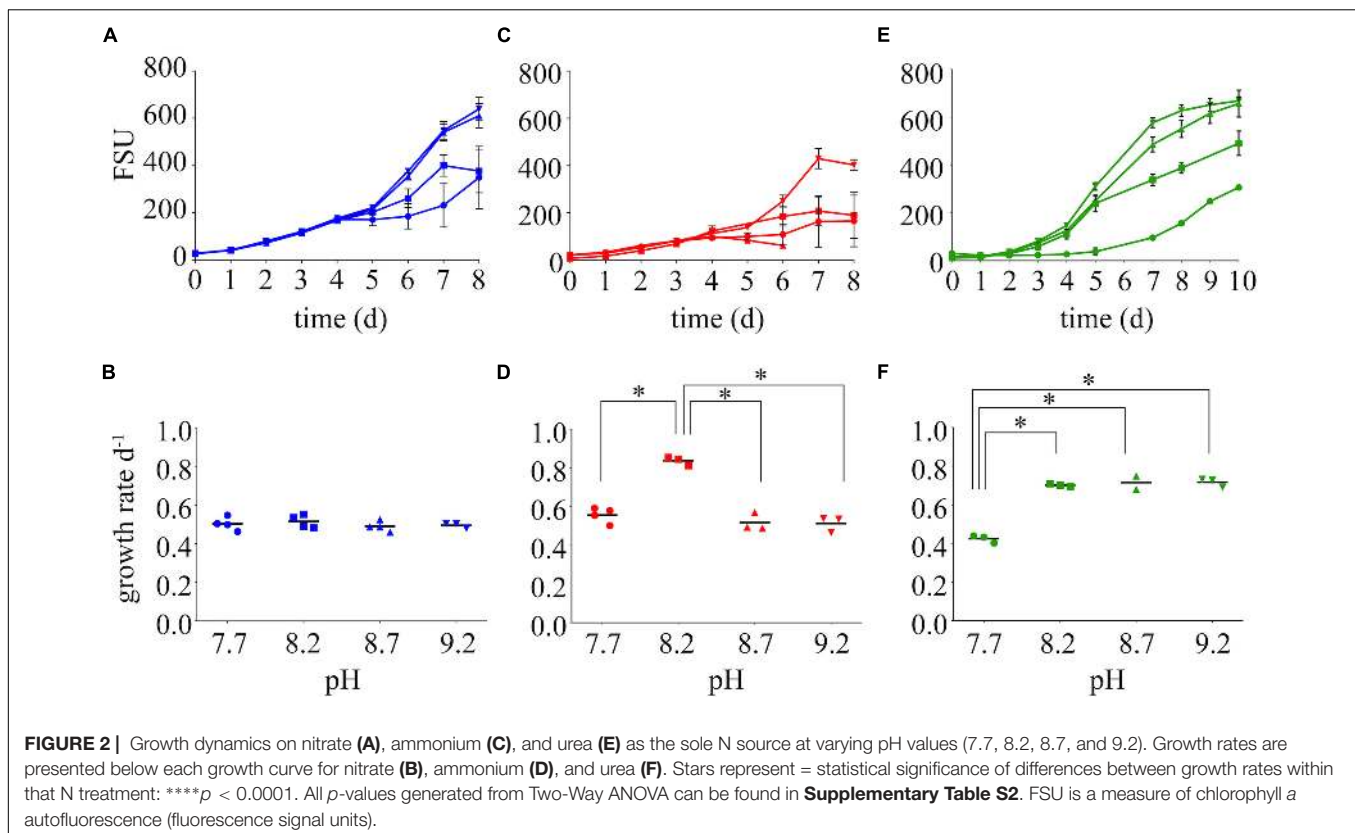 A
C
E
800
600
400
200
0
FSU
0 1 2 3 4 5 6 7 8
time (d)
800
600
400
200
0
0 1 2 3 4 5 6 7 8
time (d)
800
600
400
200
0
0 1 2 3 4 5 7 8 9 10
time (d)
B
D
F
1.0
0.8
0.6
0.4
0.2
0.0
growth rate d-1
7.7 8.2 8.7 9.2
pH
* * *
1.0
0.8
0.6
0.4
0.2
0.0
7.7 8.2 8.7 9.2
pH
* * *
1.0
0.8
0.6
0.4
0.2
0.0
7.7 8.2 8.7 9.2
pH
FIGURE 2 | Growth dynamics on nitrate (A), ammonium (C), and urea (E) as the sole N source at varying pH values (7.7, 8.2, 8.7, and 9.2). Growth rates are
presented below each growth curve for nitrate (B), ammonium (D), and urea (F). Stars represent = statistical significance of differences between growth rates within
that N treatment: ****p < 0.0001. All p-values generated from Two-Way ANOVA can be found in Supplementary Table S2. FSU is a measure of chlorophyll a
autofluorescence (fluorescence signal units).